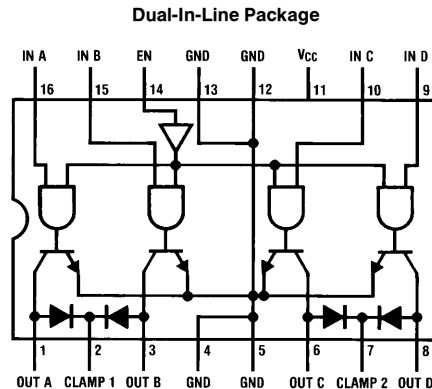 Dual-In-Line Package
IN A IN B EN GND GND VCC IN C IN D
16 15 14 13 12 11 10 9
1 2 3 4 5 6 7 8
OUT A CLAMP 1 OUT B GND GND OUT C CLAMP 2 OUT D